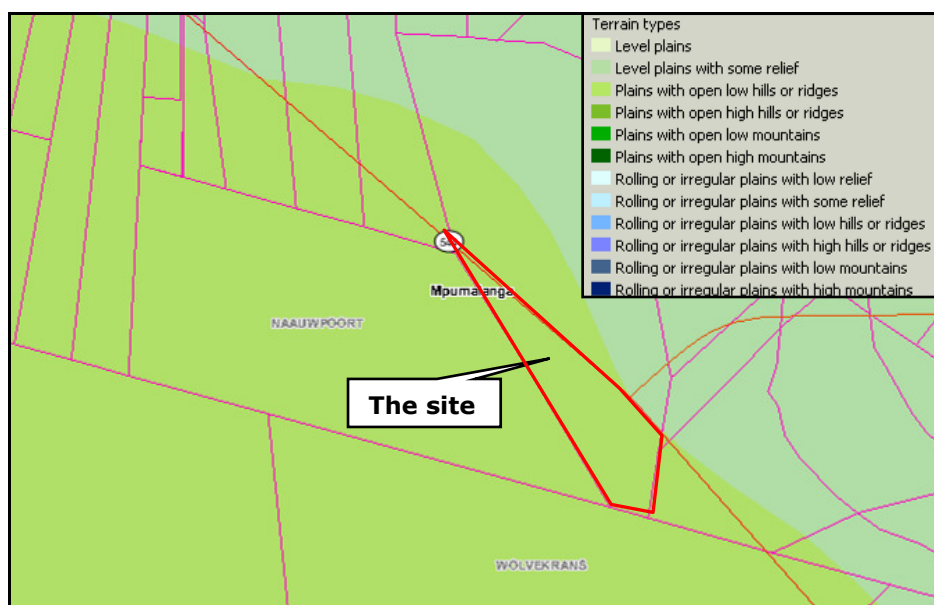 Terrain types
Level plains
Level plains with some relief
Plains with open low hills or ridges
Plains with open high hills or ridges
Plains with open low mountains
Plains with open high mountains
Rolling or irregular plains with low relief
Rolling or irregular plains with some relief
Rolling or irregular plains with low hills or ridges
Rolling or irregular plains with high hills or ridges
Rolling or irregular plains with low mountains
Rolling or irregular plains with high mountains
Mpumalanga
NAAUWPOORT
The site
WOLVEKRANS